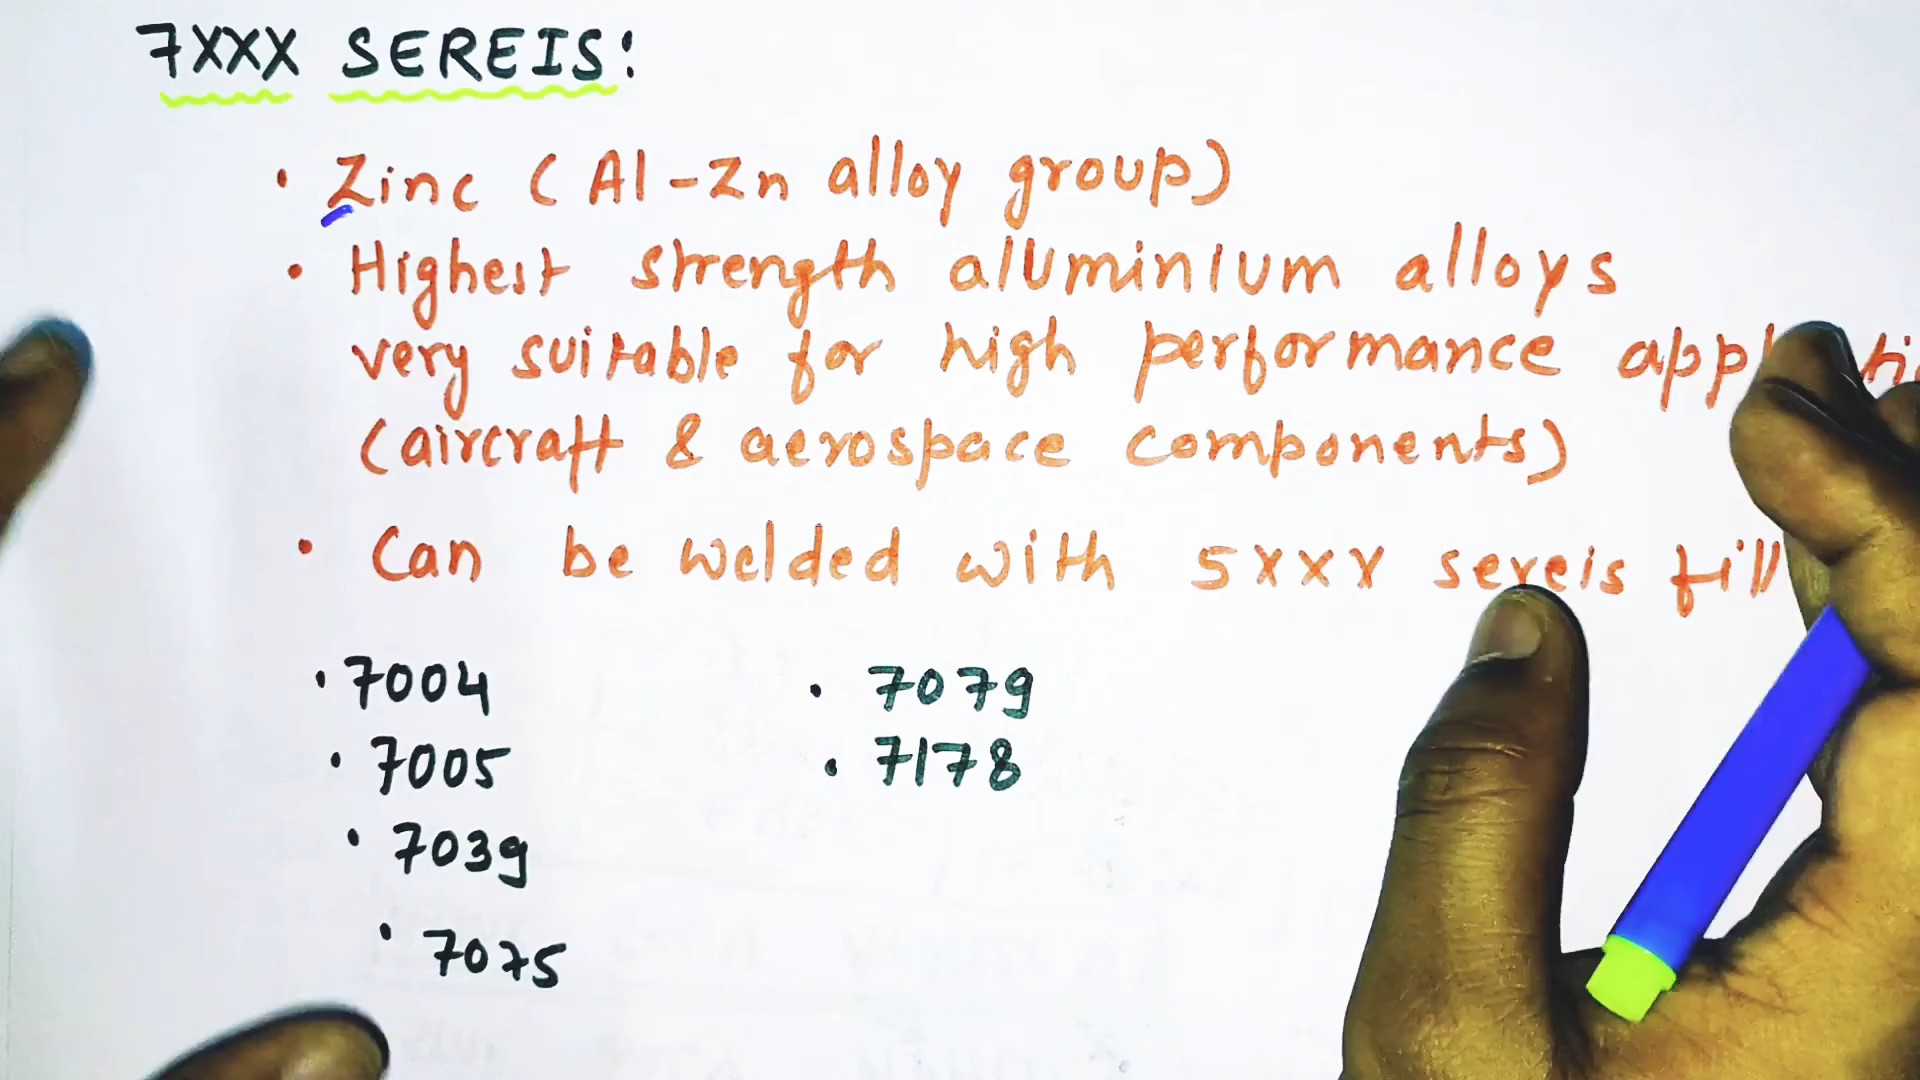 7XXX SEREIS:
• Zinc (Al-Zn alloy group)
• Highest strength aluminium alloys
very suitable for high performance
(aircraft & aerospace components)
• Can be welded with 5XXX sereis
• 7004
• 7005
• 7039
• 7075
• 7079
• 7178